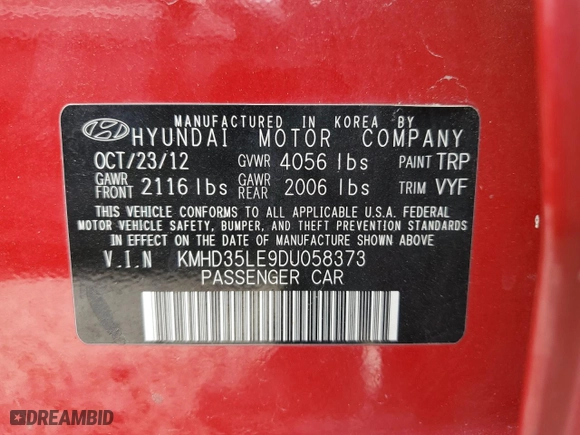 MANUFACTURED IN KOREA BY
HYUNDAI MOTOR COMPANY
OCT/23/12 GVWR 4056 lbs PAINT TRP
GAWR FRONT 2116 lbs GAWR REAR 2006 lbs TRIM VYF
THIS VEHICLE CONFORMS TO ALL APPLICABLE U.S.A. FEDERAL
MOTOR VEHICLE SAFETY, BUMPER, AND THEFT PREVENTION STANDARDS
IN EFFECT ON THE DATE OF MANUFACTURE SHOWN ABOVE.
V.I.N KMHD35LE9DU058373
PASSENGER CAR
DREAMBID